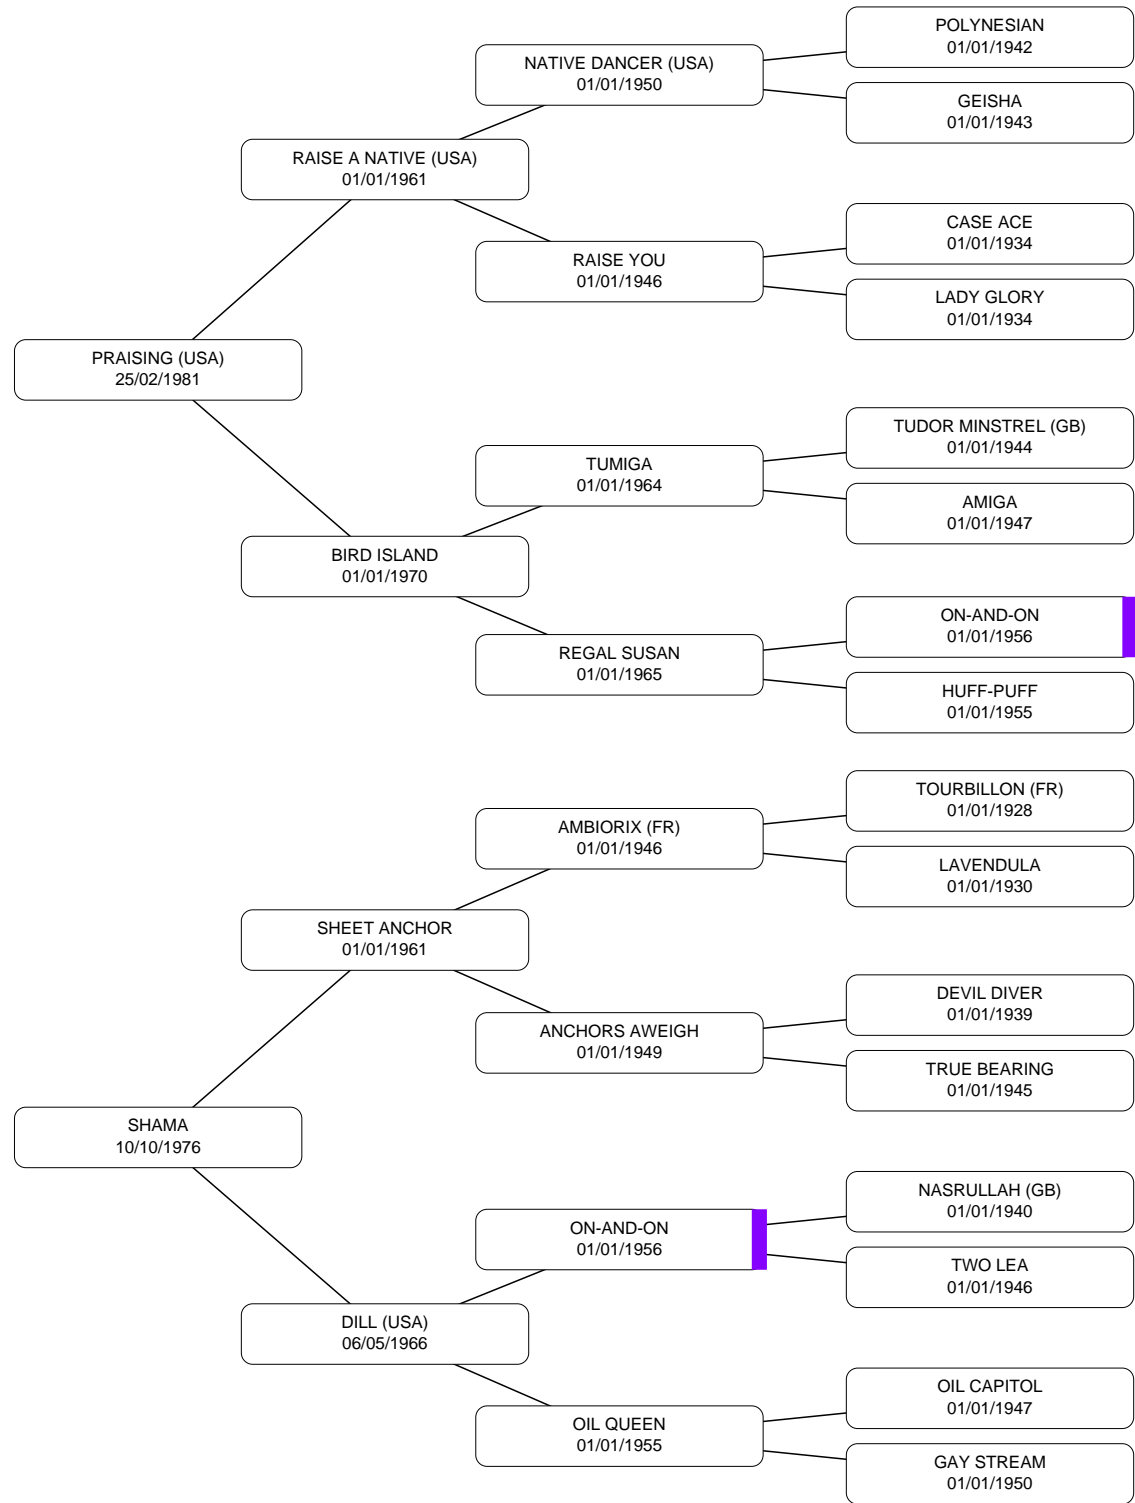 POLYNESIAN
01/01/1942
NATIVE DANCER (USA)
01/01/1950
GEISHA
01/01/1943
RAISE A NATIVE (USA)
01/01/1961
CASE ACE
01/01/1934
RAISE YOU
01/01/1946
LADY GLORY
01/01/1934
PRAISING (USA)
25/02/1981
TUDOR MINSTREL (GB)
01/01/1944
TUMIGA
01/01/1964
AMIGA
01/01/1947
BIRD ISLAND
01/01/1970
ON-AND-ON
01/01/1956
REGAL SUSAN
01/01/1965
HUFF-PUFF
01/01/1955
TOURBILLON (FR)
01/01/1928
AMBIORIX (FR)
01/01/1946
LAVENDULA
01/01/1930
SHEET ANCHOR
01/01/1961
DEVIL DIVER
01/01/1939
ANCHORS AWEIGH
01/01/1949
TRUE BEARING
01/01/1945
SHAMA
10/10/1976
NASRULLAH (GB)
01/01/1940
ON-AND-ON
01/01/1956
TWO LEA
01/01/1946
DILL (USA)
06/05/1966
OIL CAPITOL
01/01/1947
OIL QUEEN
01/01/1955
GAY STREAM
01/01/1950